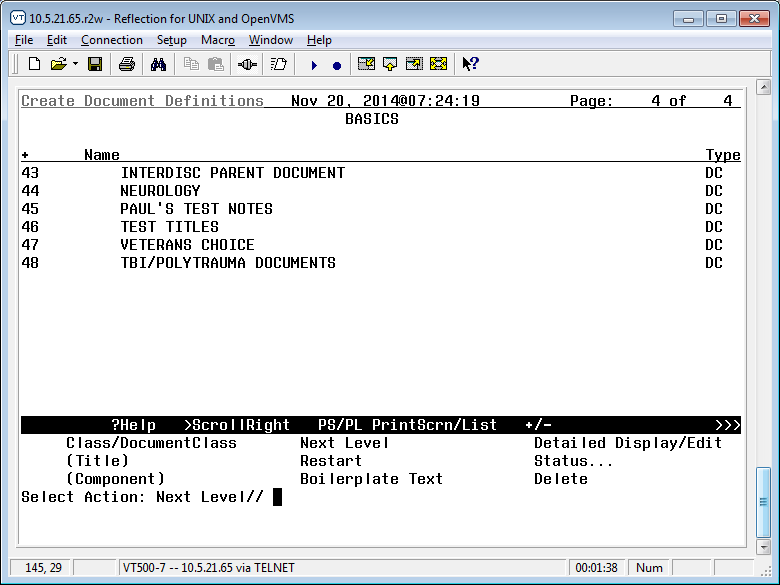 VT 10.5.21.65.r2w - Reflection for UNIX and OpenVMS
File Edit Connection Setup Macro Window Help
Create Document Definitions Nov 20, 2014@07:24:19 Page: 4 of 4
BASICS
+ Name Type
43 INTERDISC PARENT DOCUMENT DC
44 NEUROLOGY DC
45 PAUL'S TEST NOTES DC
46 TEST TITLES DC
47 VETERANS CHOICE DC
48 TBI/POLYTRAUMA DOCUMENTS DC
?Help >ScrollRight PS/PL PrintScrn/List +/- >>>
Class/DocumentClass Next Level Detailed Display/Edit
(Title) Restart Status...
(Component) Boilerplate Text Delete
Select Action: Next Level//
145, 29 VT500-7 -- 10.5.21.65 via TELNET 00:01:38 Num